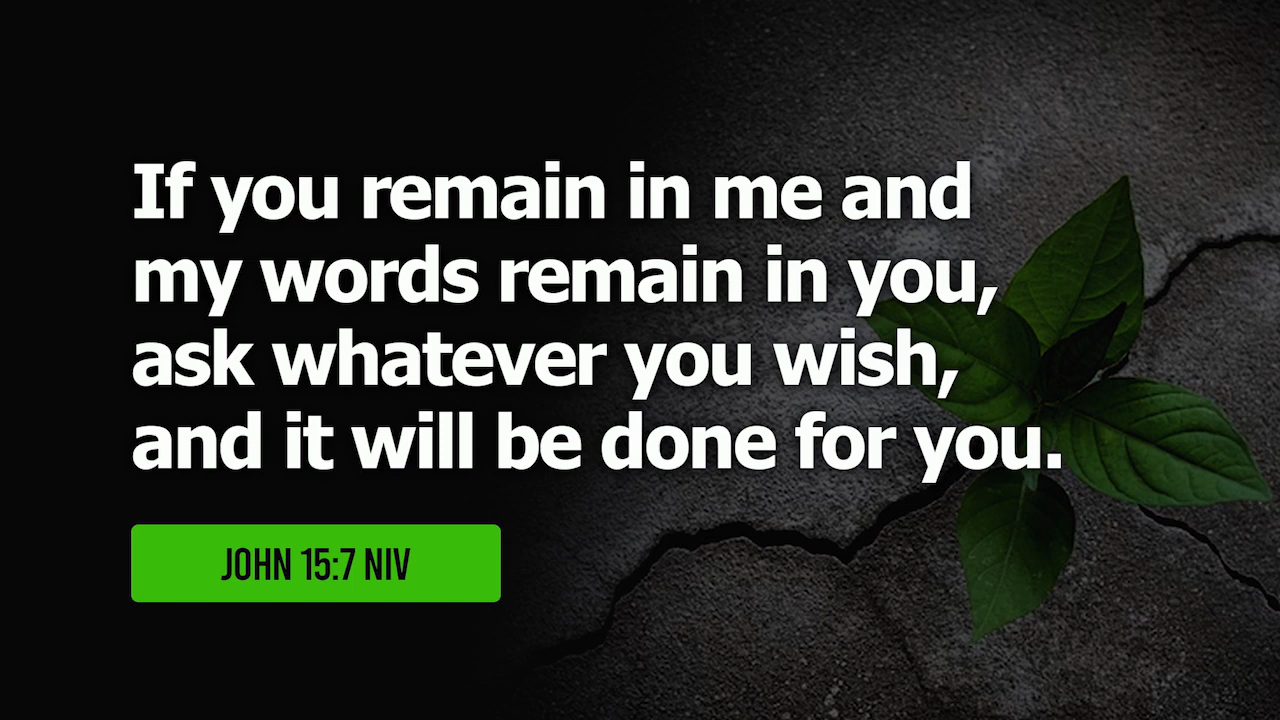 If you remain in me and
my words remain in you,
ask whatever you wish,
and it will be done for you.
JOHN 15:7 NIV